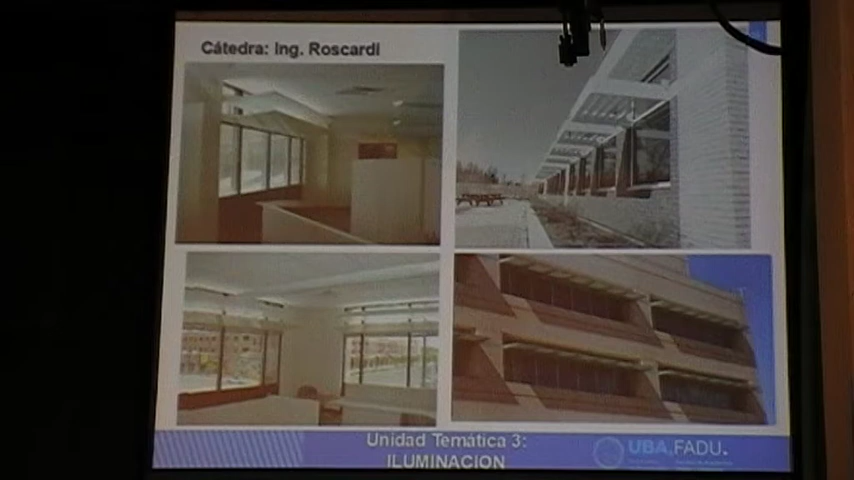 Cátedra: Ing. Roscardi
Unidad Temática 3:
ILUMINACION
UBA.FADU.